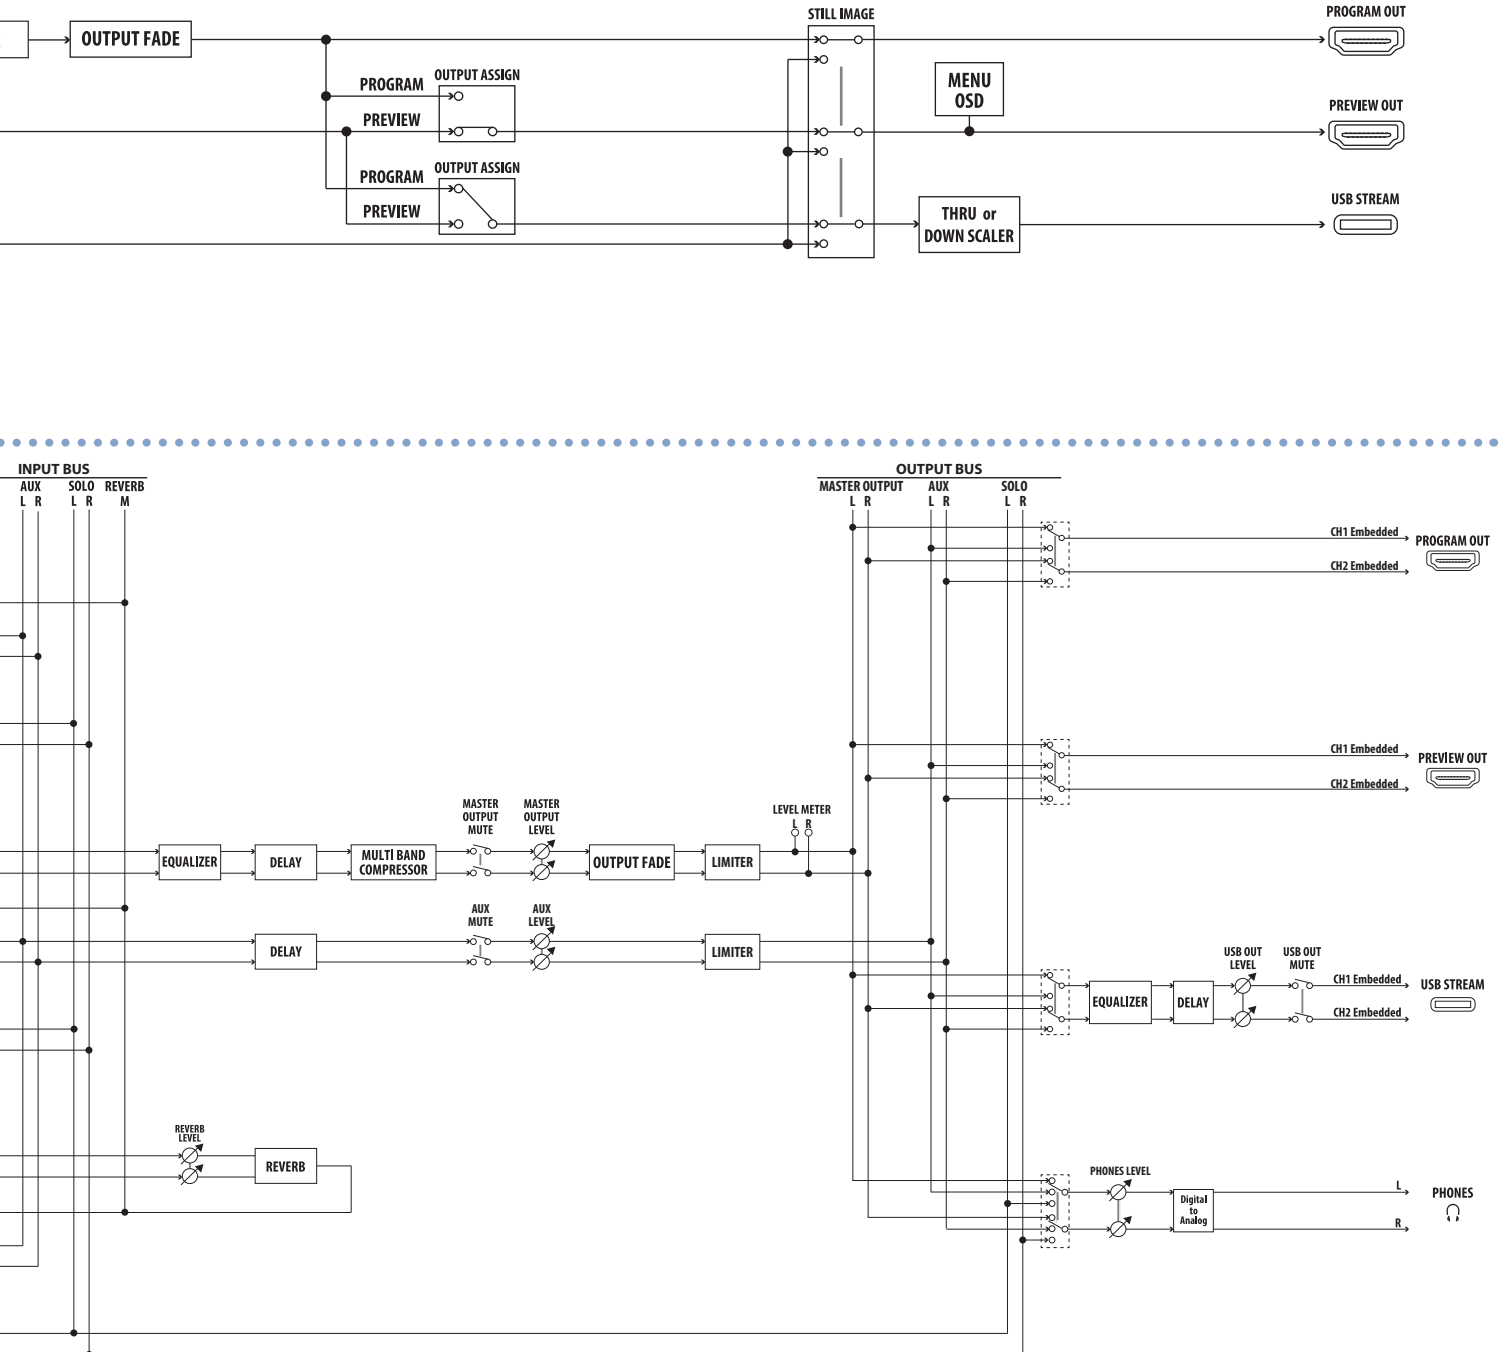 STILL IMAGE
PROGRAM OUT
OUTPUT FADE
OUTPUT ASSIGN
PROGRAM
MENU
OSD
PREVIEW
PREVIEW OUT
OUTPUT ASSIGN
PROGRAM
PREVIEW
THRU or
DOWN SCALER
USB STREAM
INPUT BUS
AUX
SOLO
REVERB
L R
L R
M
OUTPUT BUS
MASTER OUTPUT
AUX
SOLO
L R
L R
L R
CH1 Embedded
PROGRAM OUT
CH2 Embedded
CH1 Embedded
PREVIEW OUT
CH2 Embedded
MASTER
OUTPUT
MUTE
MASTER
OUTPUT
LEVEL
LEVEL METER
L R
EQUALIZER
DELAY
MULTI BAND
COMPRESSOR
OUTPUT FADE
LIMITER
AUX
MUTE
AUX
LEVEL
DELAY
LIMITER
USB OUT
LEVEL
USB OUT
MUTE
EQUALIZER
DELAY
CH1 Embedded
USB STREAM
CH2 Embedded
REVERB
LEVEL
REVERB
PHONES LEVEL
Digital
to
Analog
L
PHONES
R